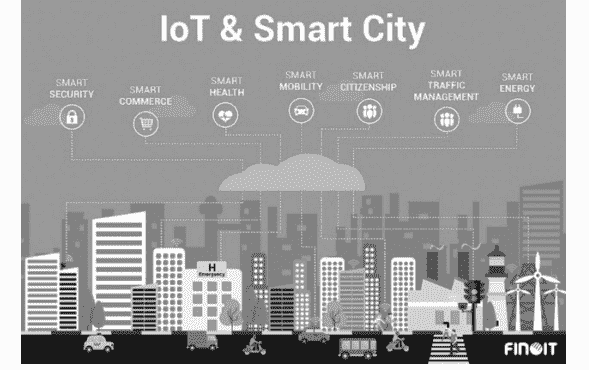 IoT & Smart City
SMART
SECURITY
SMART
COMMERCE
SMART
HEALTH
SMART
MOBILITY
SMART
CITIZENSHIP
SMART
TRAFFIC
MANAGEMENT
SMART
ENERGY
H
Emergency
FINOIT